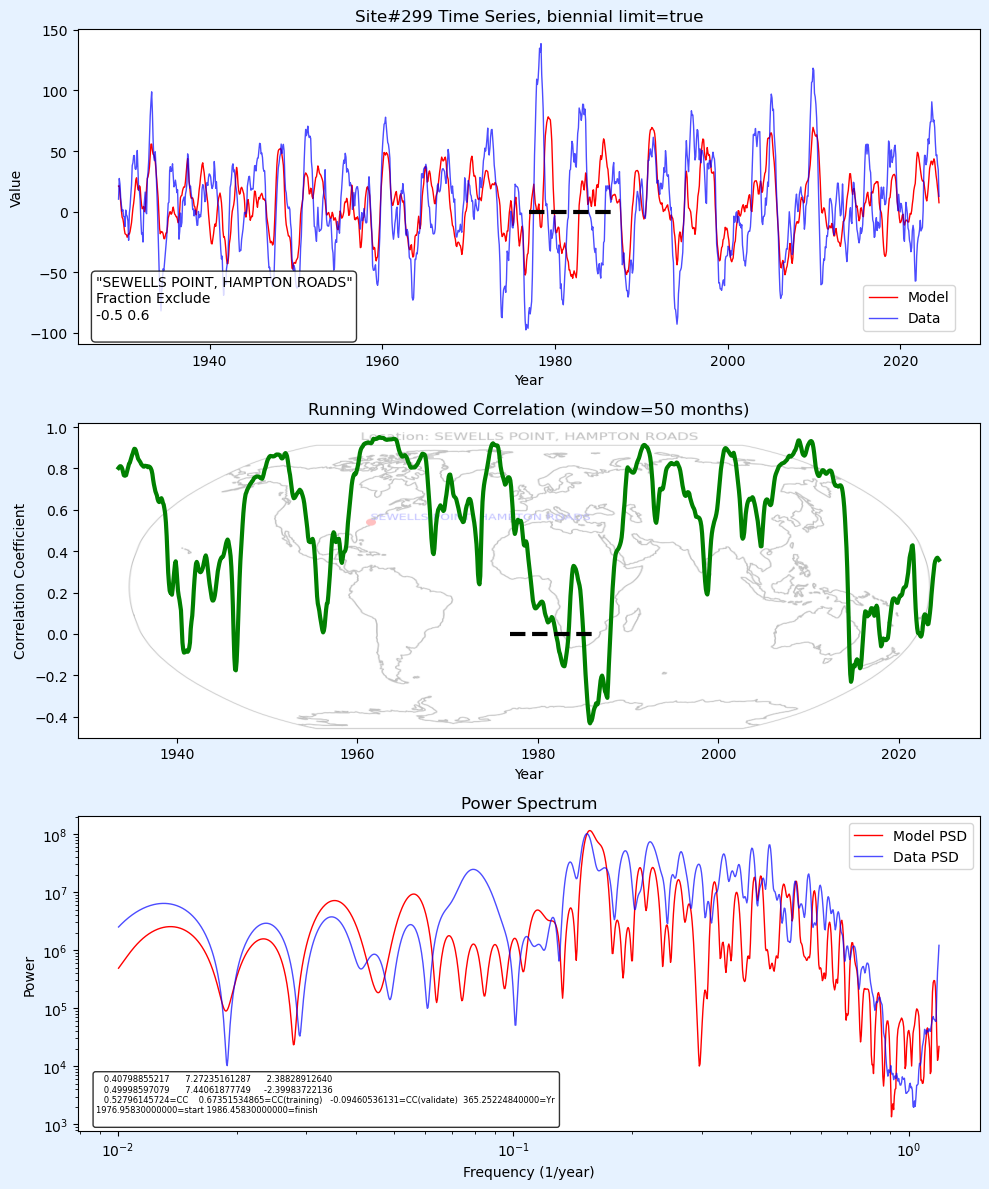 Site#299 Time Series, biennial limit=true
Value
150
100
50
0
−50
−100
"SEWELLS POINT, HAMPTON ROADS"
Fraction Exclude
-0.5 0.6
Model
Data
1940 1960 1980 2000 2020
Year
Running Windowed Correlation (window=50 months)
Correlation Coefficient
1.0
0.8
0.6
0.4
0.2
0.0
−0.2
−0.4
Location: SEWELLS POINT, HAMPTON ROADS
SEWELLS POINT, HAMPTON ROADS
1940 1960 1980 2000 2020
Year
Power Spectrum
Power
10^8
10^7
10^6
10^5
10^4
10^3
Model PSD
Data PSD
0.40798855217 7.27235161287 2.38828912640
0.49998597079 7.44061877749 -2.39983722136
0.52796145724=CC 0.67351534865=CC(training) -0.09460536131=CC(validate) 365.25224840000=Yr
1976.95830000000=start 1986.45830000000=finish
10^−2 10^−1 10^0
Frequency (1/year)